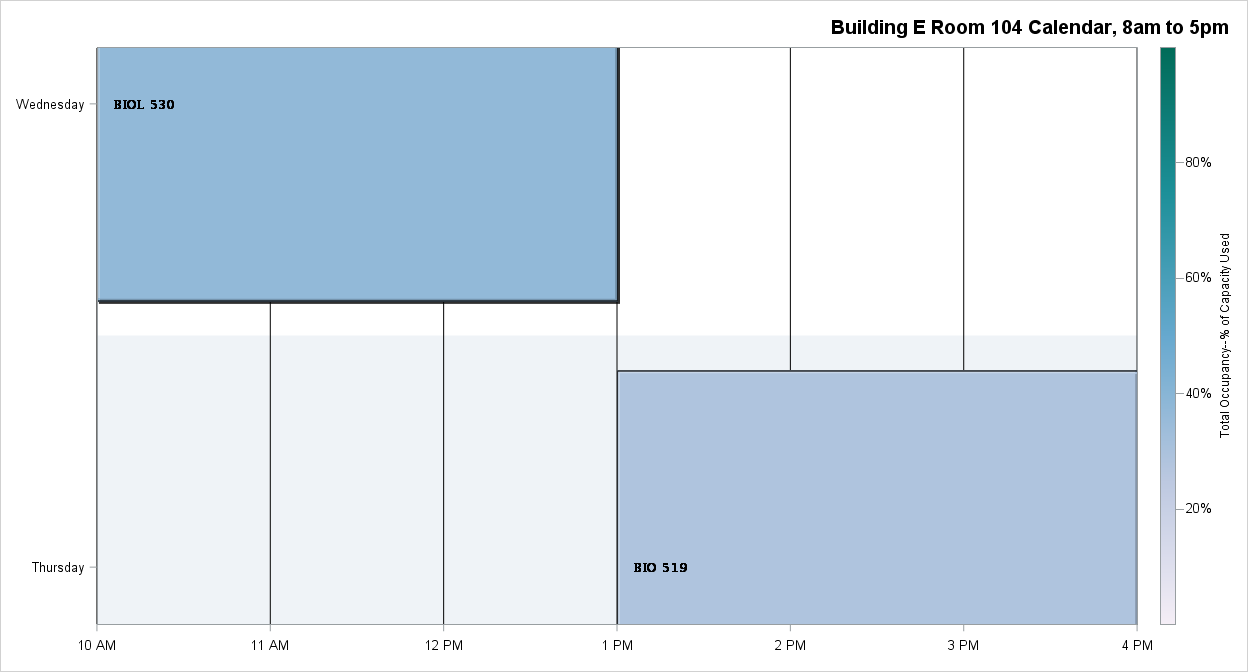 Building E Room 104 Calendar, 8am to 5pm
Wednesday
BIOL 530
Thursday
BIO 519
10 AM
11 AM
12 PM
1 PM
2 PM
3 PM
4 PM
80%
60%
40%
20%
Total Occupancy--% of Capacity Used